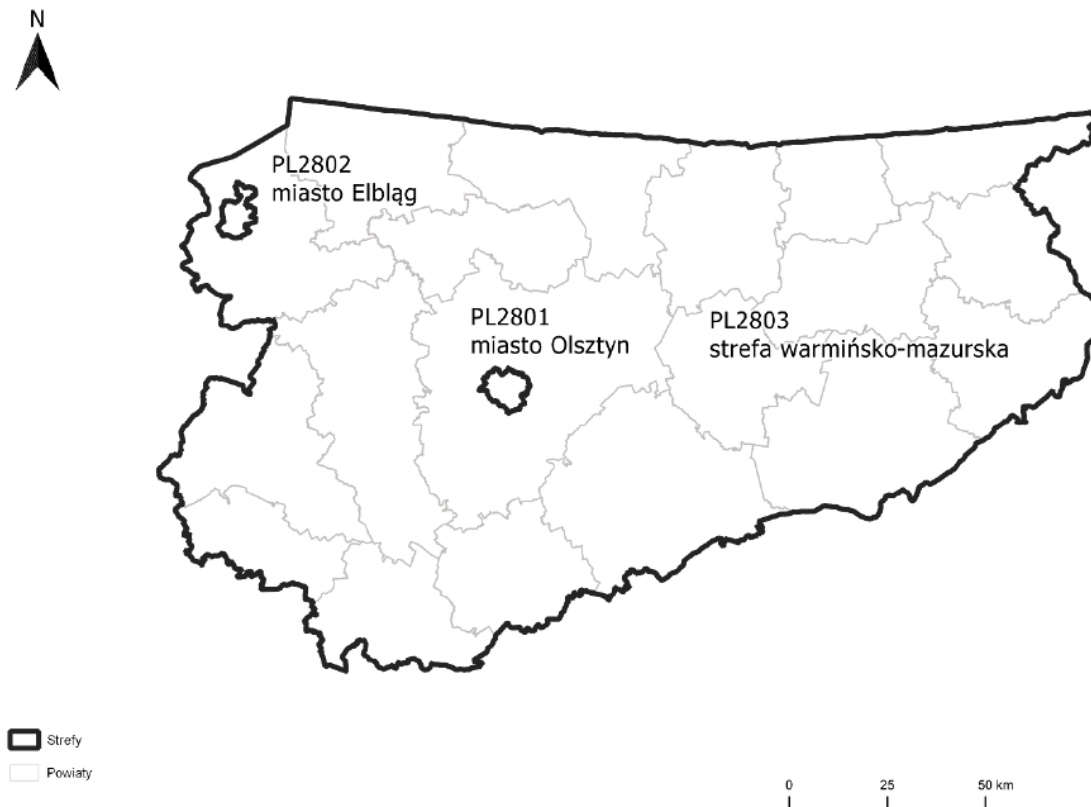 N
PL2802
miasto Elbląg
PL2801
miasto Olsztyn
PL2803
strefa warmińsko-mazurska
Strefy
Powiaty
0 25 50 km